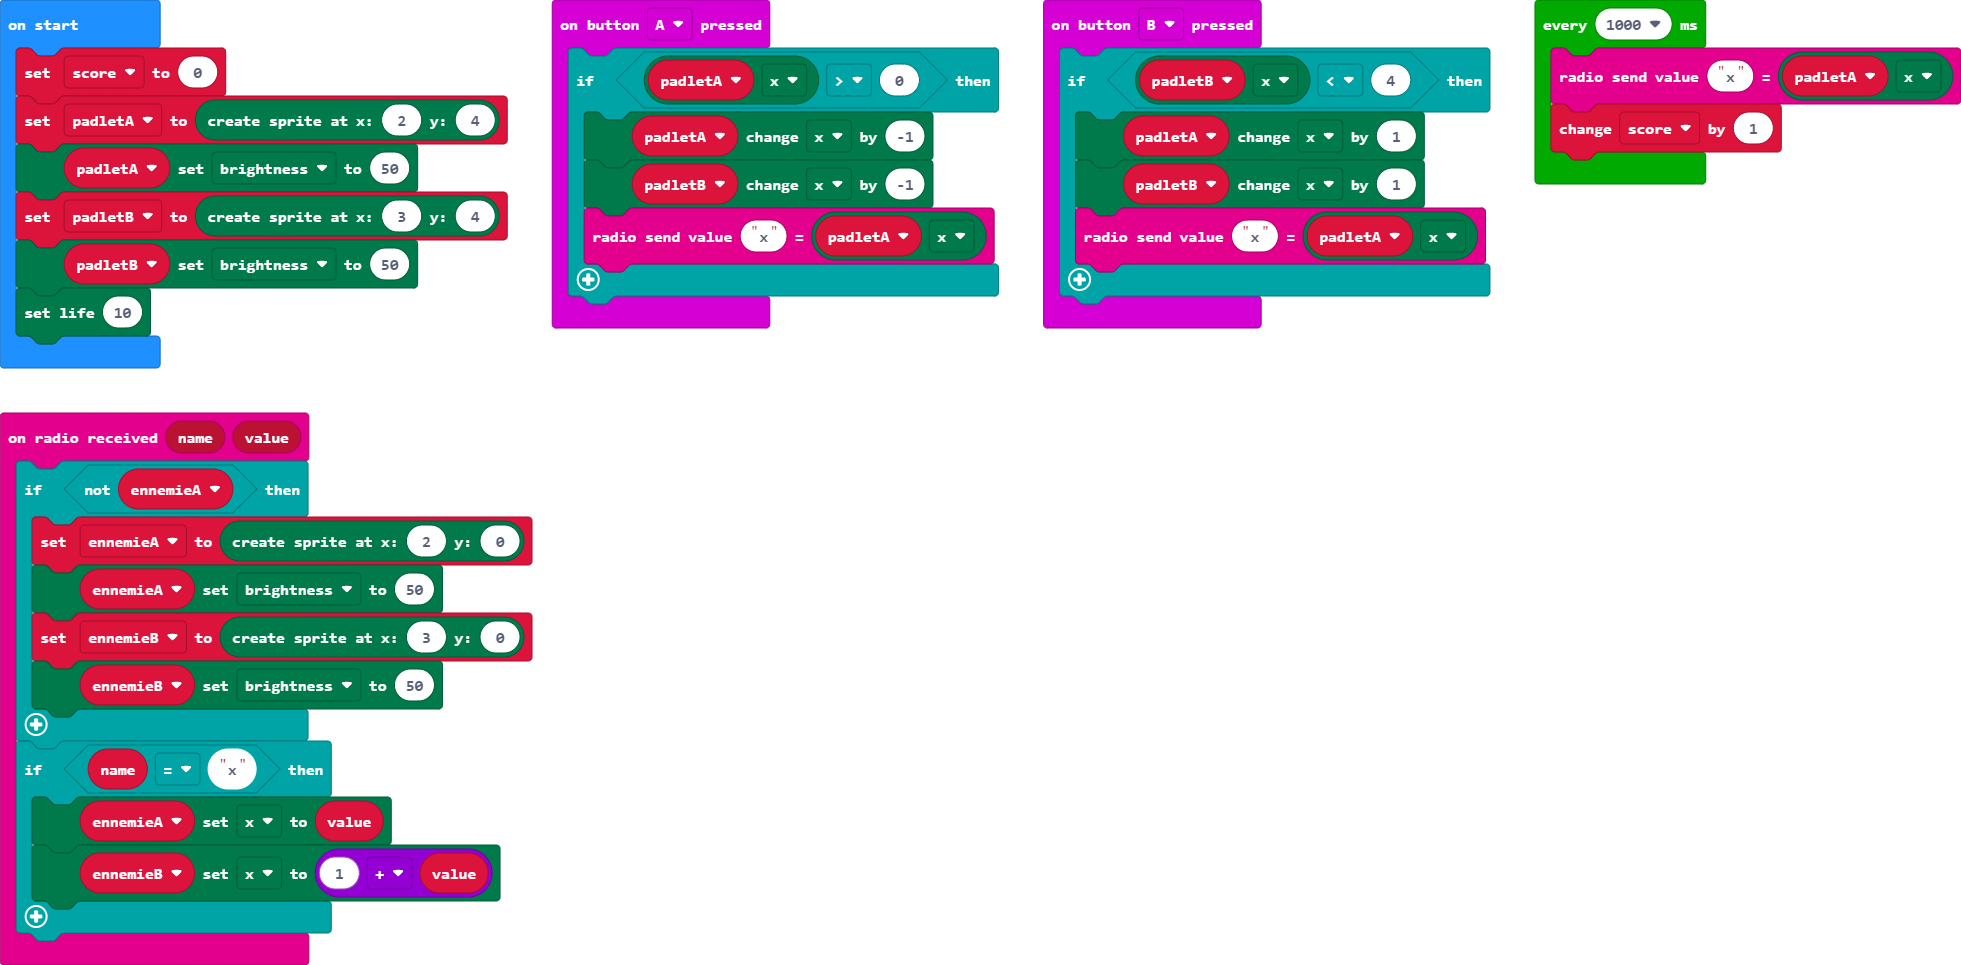 on start
set score to 0
set padletA to create sprite at x: 2 y: 4
padletA set brightness to 50
set padletB to create sprite at x: 3 y: 4
padletB set brightness to 50
set life 10
on button A pressed
if padletA x > 0 then
padletA change x by -1
padletB change x by -1
radio send value "x" = padletA x
on button B pressed
if padletB x < 4 then
padletA change x by 1
padletB change x by 1
radio send value "x" = padletA x
every 1000 ms
radio send value "x" = padletA x
change score by 1
on radio received name value
if not ennemieA then
set ennemieA to create sprite at x: 2 y: 0
ennemieA set brightness to 50
set ennemieB to create sprite at x: 3 y: 0
ennemieB set brightness to 50
if name = "x" then
ennemieA set x to value
ennemieB set x to 1 + value